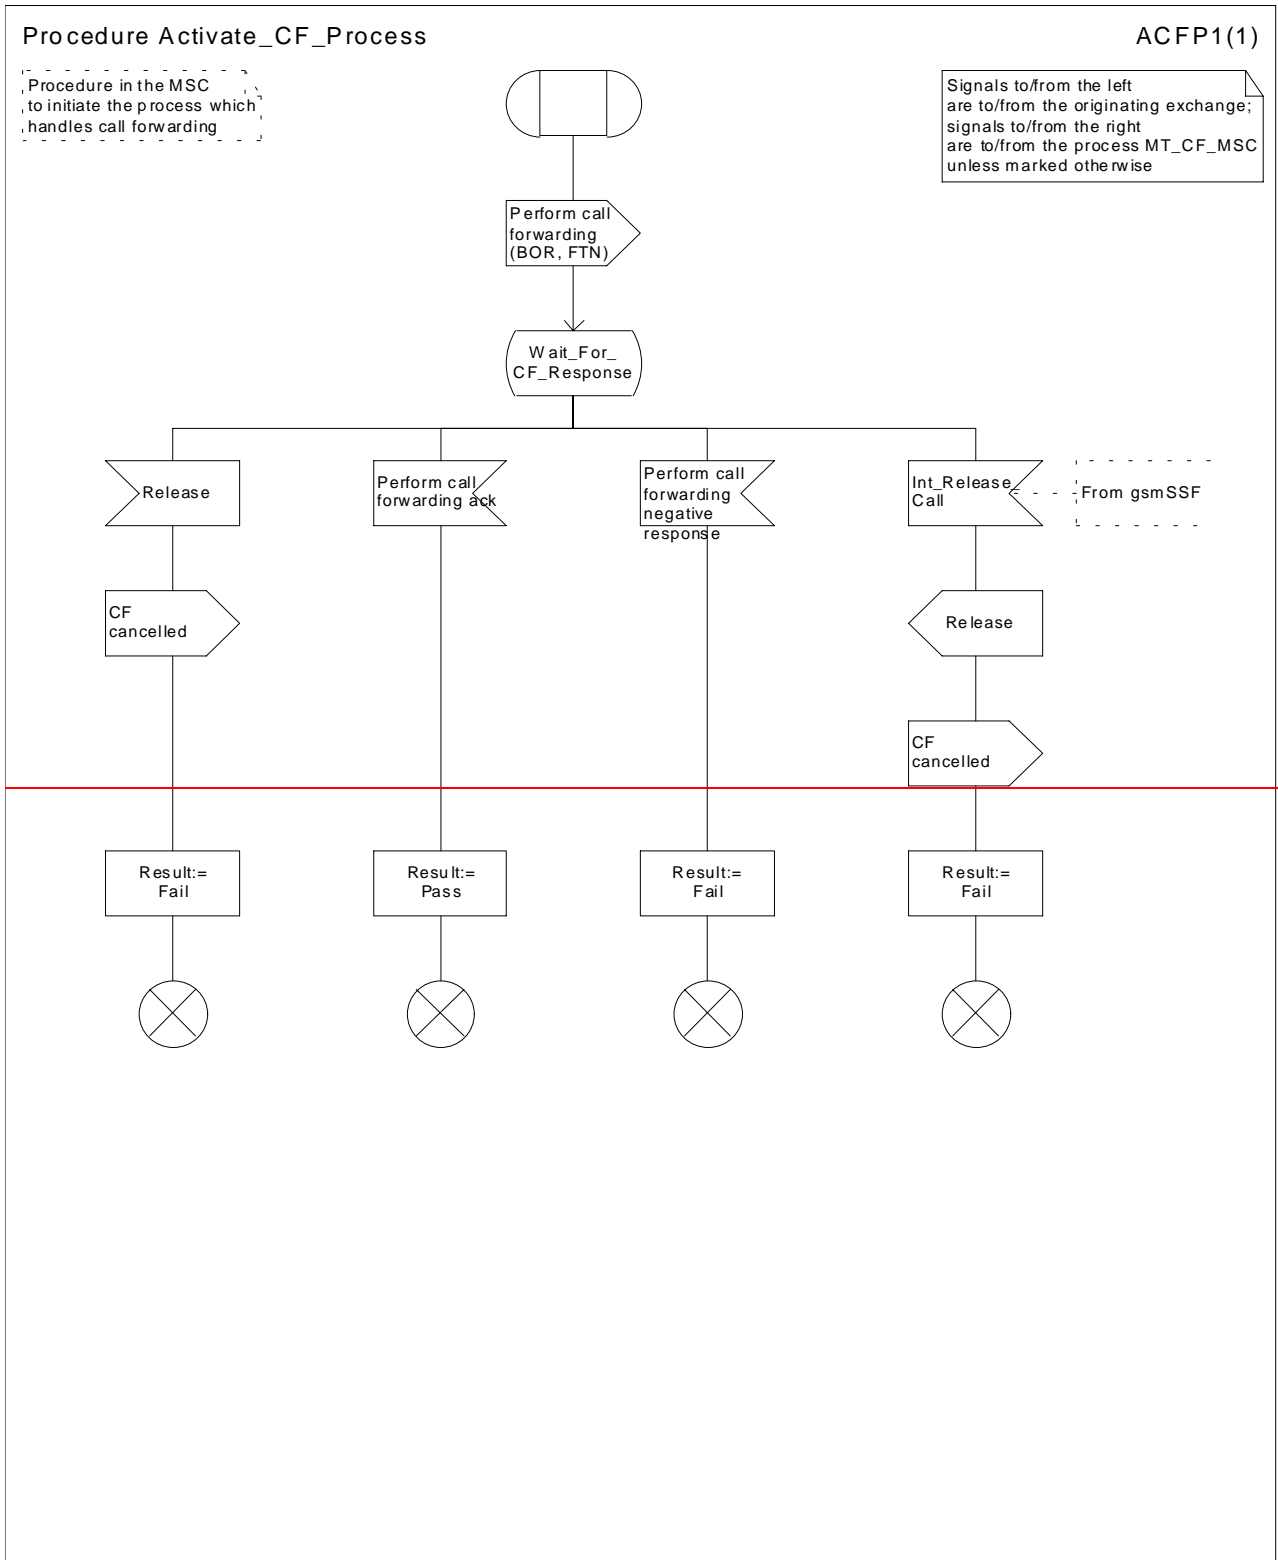 Procedure Activate_CF_Process
ACFP1(1)
Procedure in the MSC
to initiate the process which
handles call forwarding
Signals to/from the left
are to/from the originating exchange;
signals to/from the right
are to/from the process MT_CF_MSC
unless marked otherwise
Perform call
forwarding
(BOR, FTN)
Wait_For_
CF_Response
Release
Perform call
forwarding ack
Perform call
forwarding
negative
response
Int_Release_
Call
From gsmSSF
CF
cancelled
Release
CF
cancelled
Result:=
Fail
Result:=
Pass
Result:=
Fail
Result:=
Fail